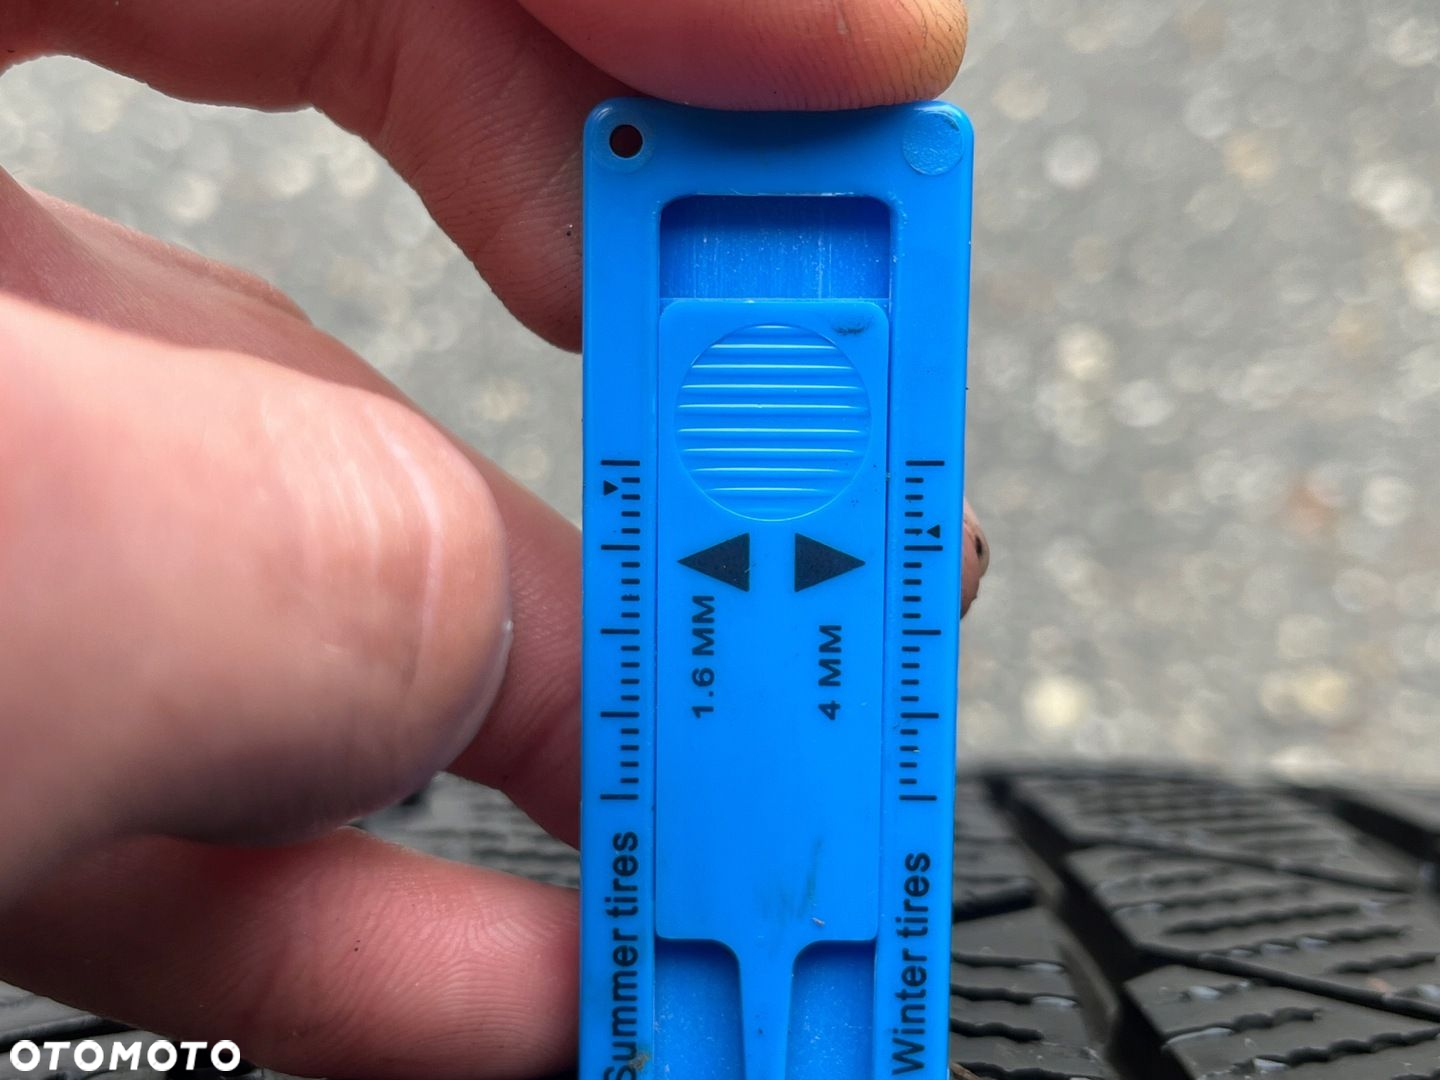 1.6 MM
4 MM
Summer tires
Winter tires
OTOMOTO